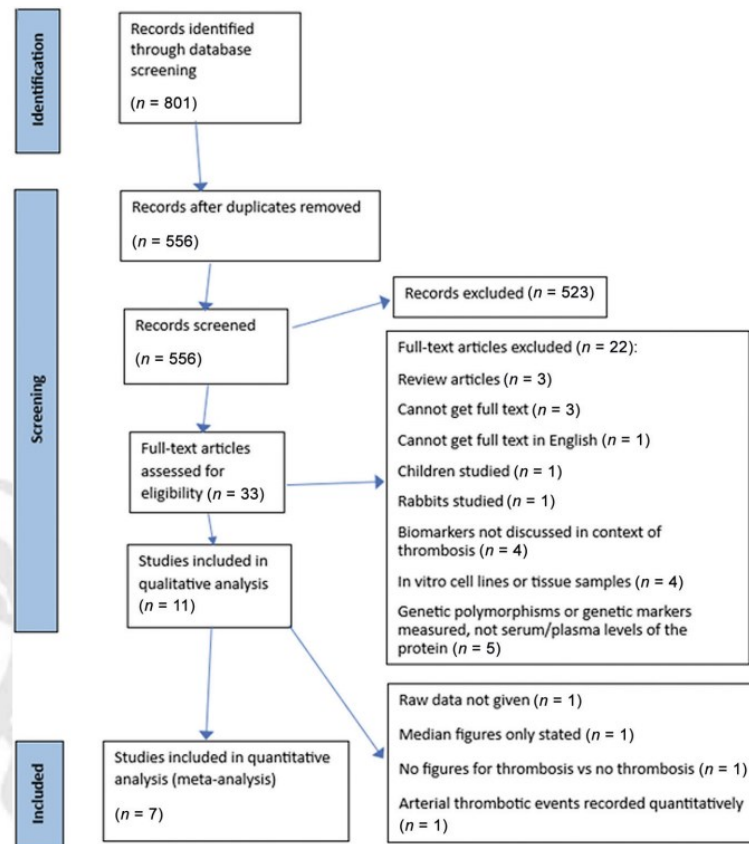 Identification
Records identified
through database
screening
(n = 801)
Screening
Records after duplicates removed
(n = 556)
Records excluded (n = 523)
Records screened
(n = 556)
Full-text articles excluded (n = 22):
Review articles (n = 3)
Cannot get full text (n = 3)
Cannot get full text in English (n = 1)
Children studied (n = 1)
Rabbits studied (n = 1)
Biomarkers not discussed in context of
thrombosis (n = 4)
In vitro cell lines or tissue samples (n = 4)
Genetic polymorphisms or genetic markers
measured, not serum/plasma levels of the
protein (n = 5)
Full-text articles
assessed for
eligibility (n = 33)
Studies included in
qualitative analysis
(n = 11)
Included
Studies included in quantitative
analysis (meta-analysis)
(n = 7)
Raw data not given (n = 1)
Median figures only stated (n = 1)
No figures for thrombosis vs no thrombosis (n = 1)
Arterial thrombotic events recorded quantitatively
(n = 1)